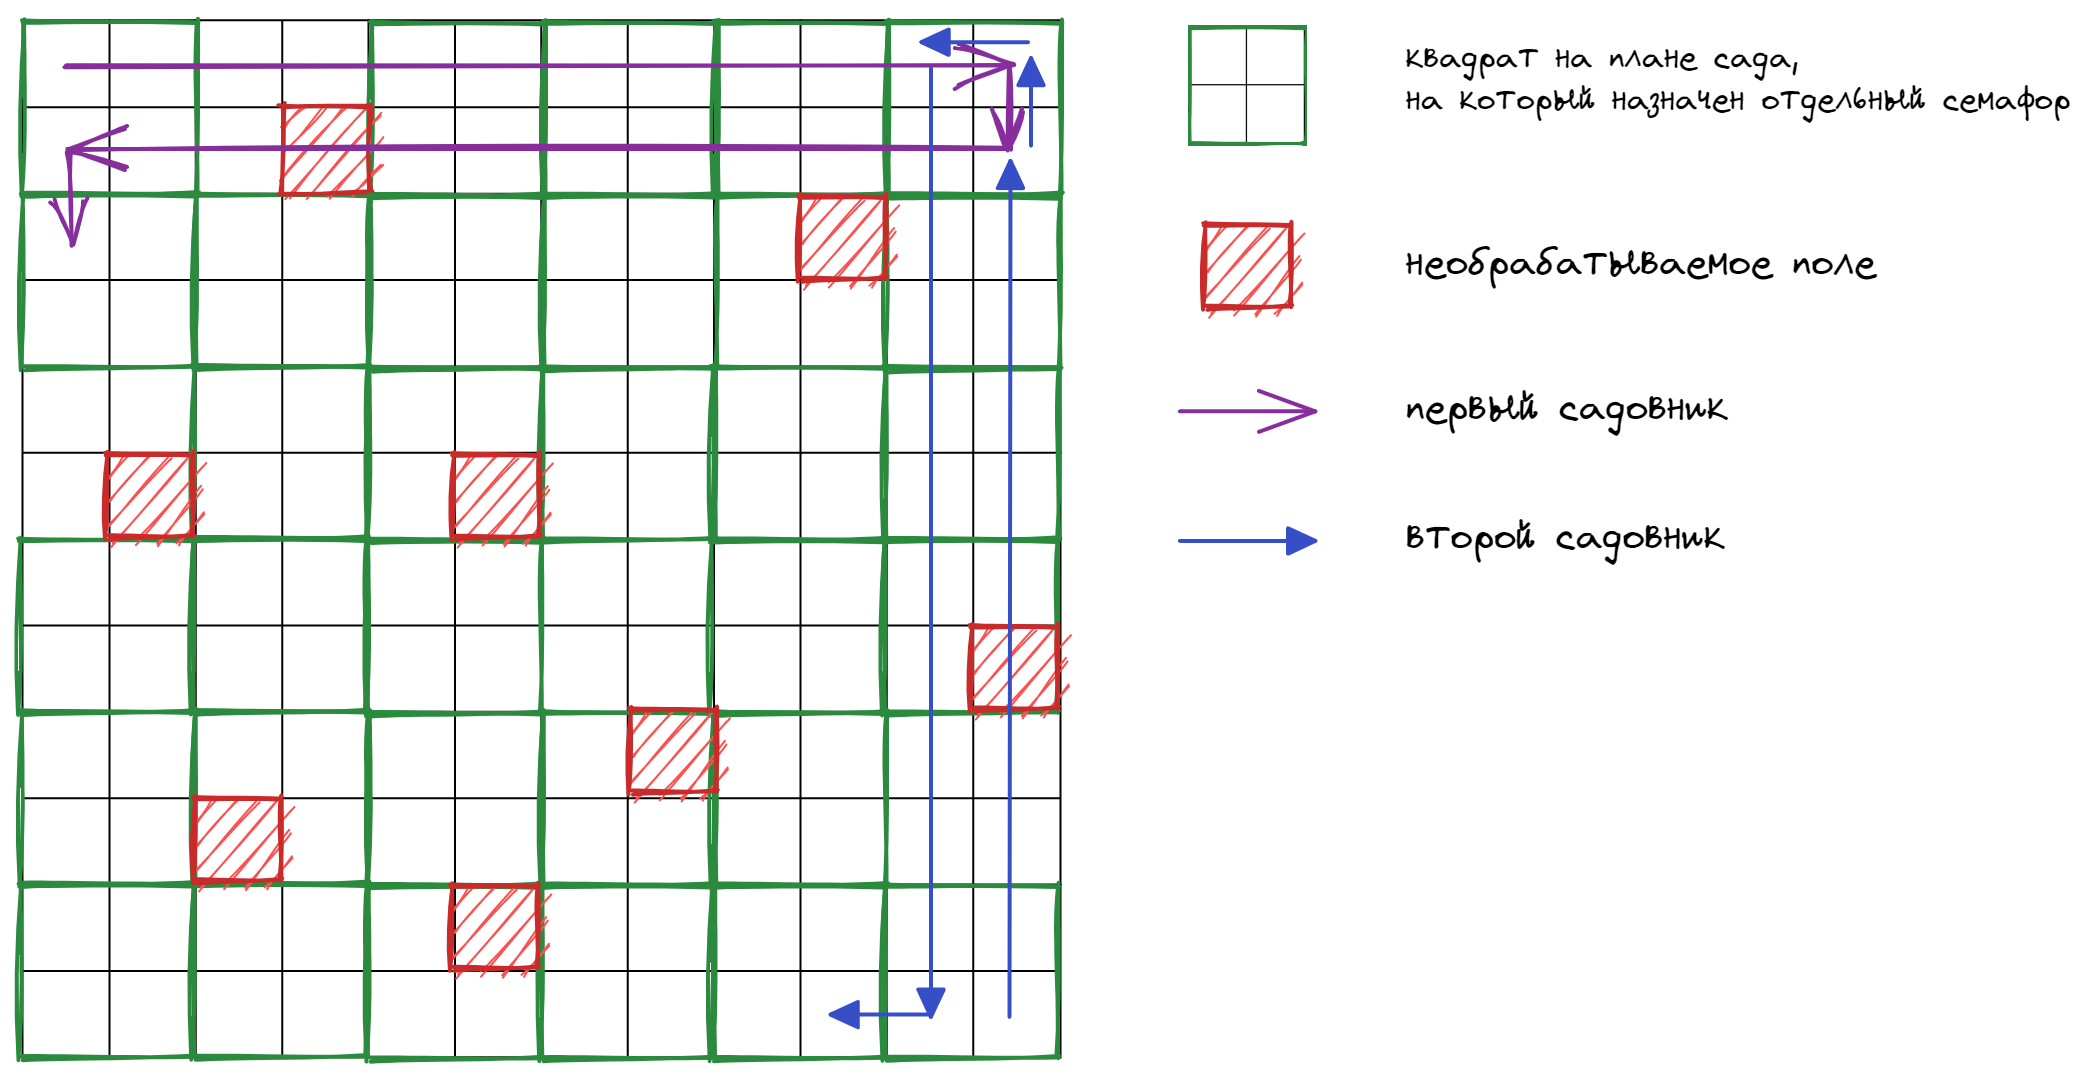 квадрат на плане сада,
на который назначен отдельный семафор
необрабатываемое поле
первый садовник
второй садовник